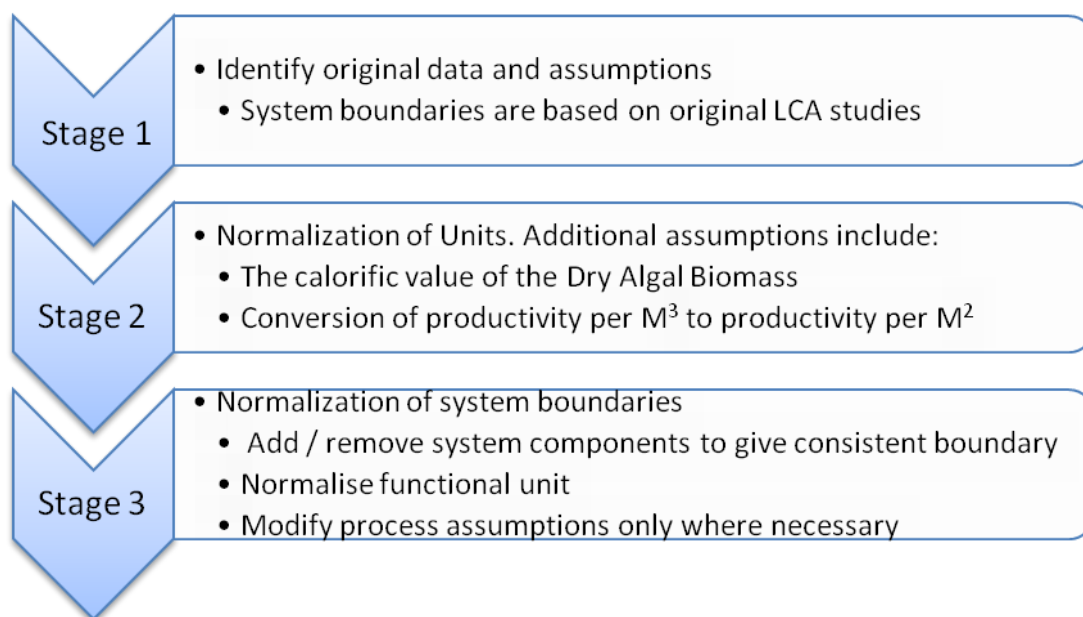 Stage 1
• Identify original data and assumptions
• System boundaries are based on original LCA studies
Stage 2
• Normalization of Units. Additional assumptions include:
• The calorific value of the Dry Algal Biomass
• Conversion of productivity per M³ to productivity per M²
Stage 3
• Normalization of system boundaries
• Add / remove system components to give consistent boundary
• Normalise functional unit
• Modify process assumptions only where necessary